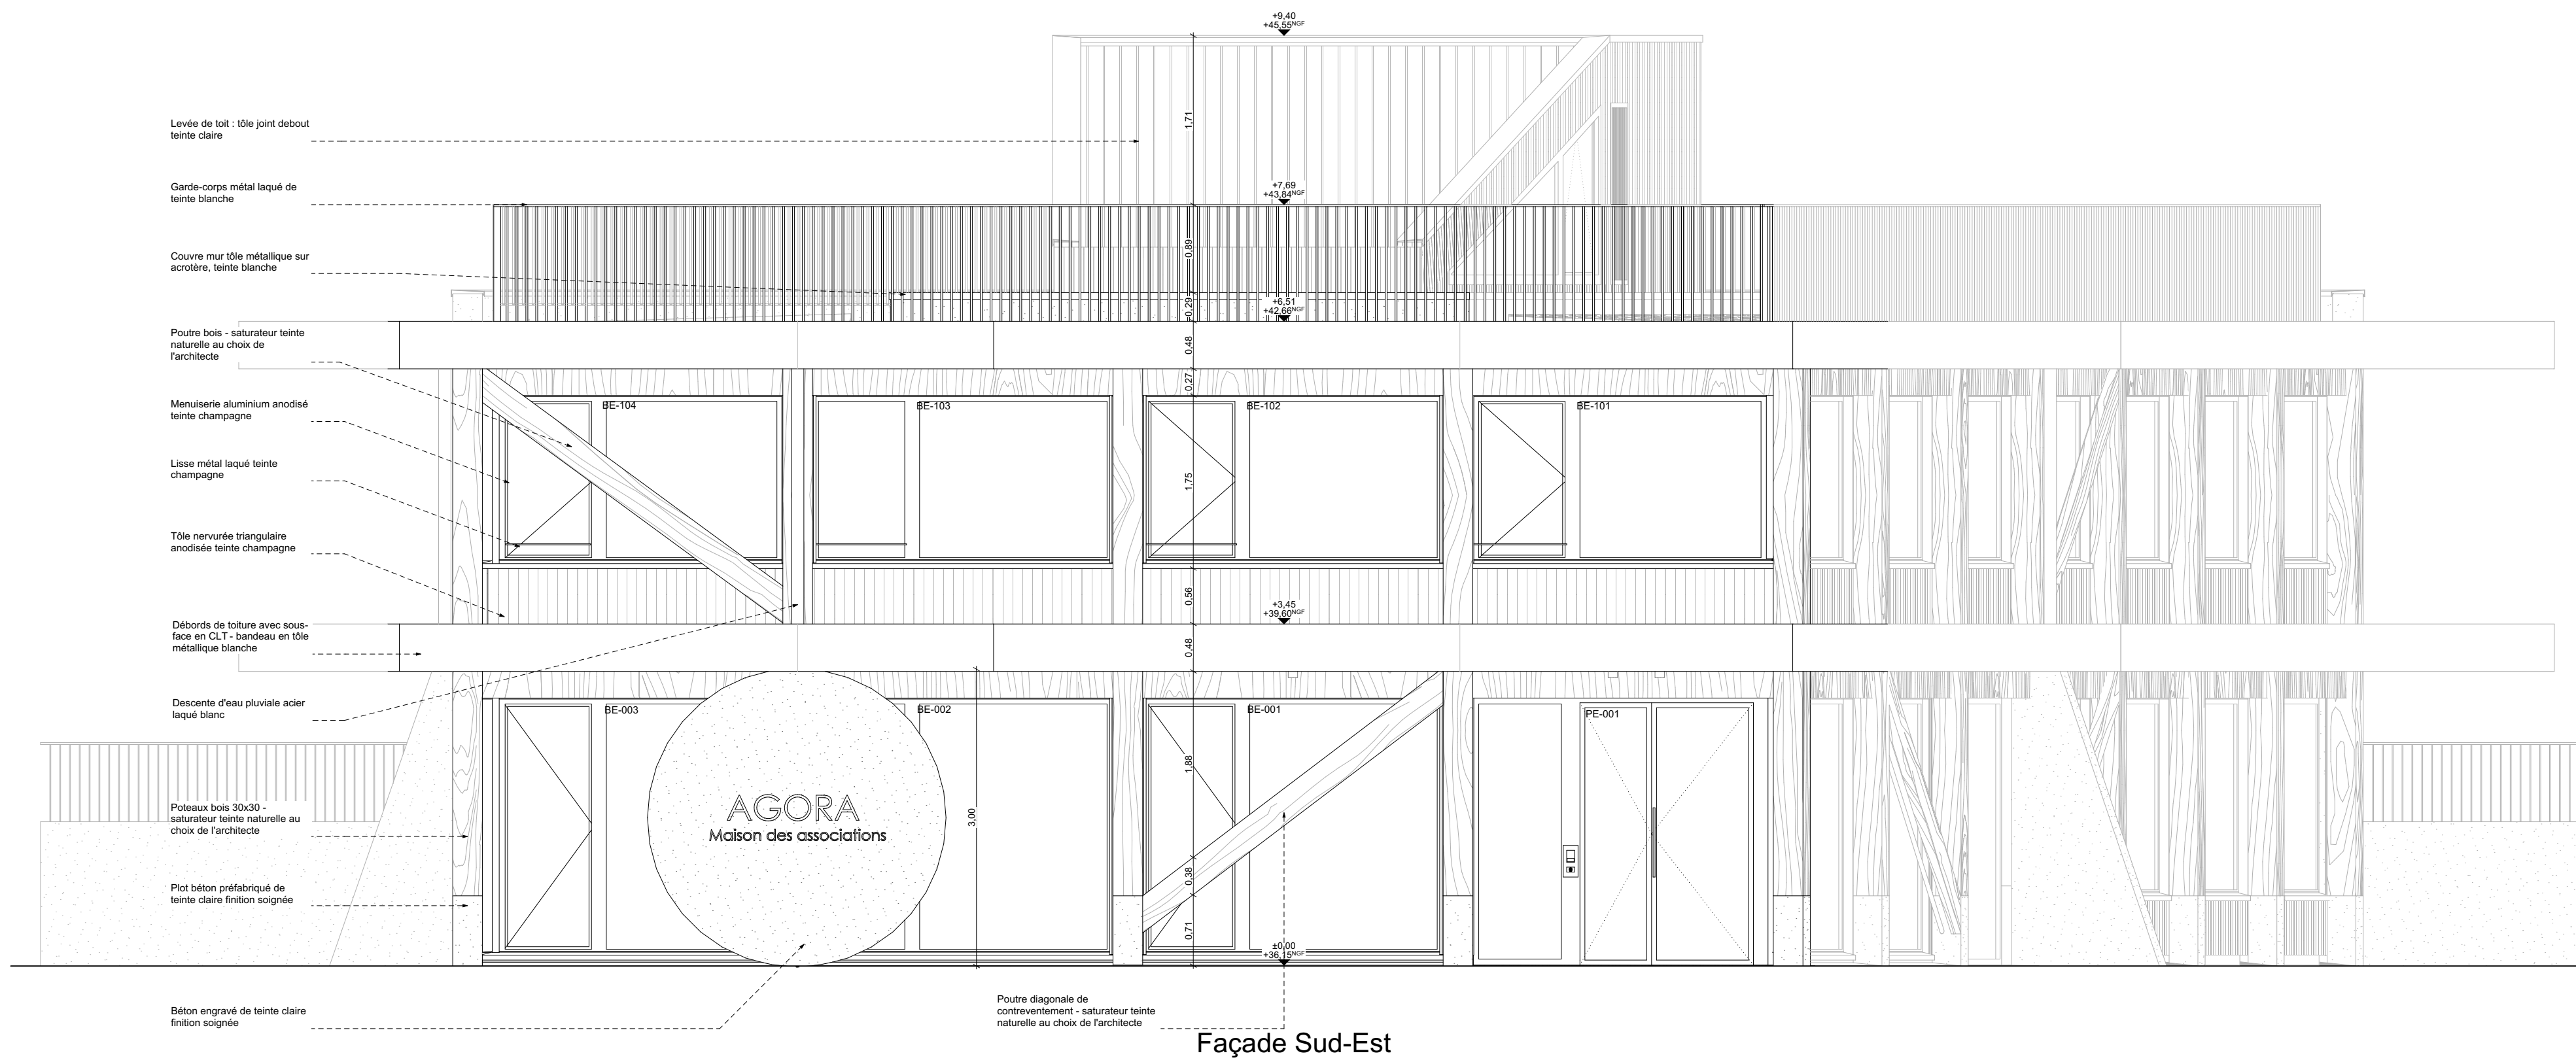 +9,40
+45,55NGF
1,71
Levée de toit : tôle joint debout
teinte claire
+7,69
+43,84NGF
Garde-corps métal laqué de
teinte blanche
0,89
Couvre mur tôle métallique sur
acrotère, teinte blanche
0,29
+6,51
+42,66NGF
Poutre bois - saturateur teinte
naturelle au choix de
l'architecte
0,48
0,27
Menuiserie aluminium anodisé
teinte champagne
BE-104
BE-103
BE-102
BE-101
Lisse métal laqué teinte
champagne
1,75
Tôle nervurée triangulaire
anodisée teinte champagne
0,56
+3,45
+39,60NGF
Débords de toiture avec sous-
face en CLT - bandeau en tôle
métallique blanche
0,48
Descente d'eau pluviale acier
laqué blanc
BE-003
BE-002
BE-001
PE-001
1,88
3,00
AGORA
Maison des associations
Poteaux bois 30x30 -
saturateur teinte naturelle au
choix de l'architecte
0,38
Plot béton préfabriqué de
teinte claire finition soignée
0,71
±0,00
+36,15NGF
Béton engravé de teinte claire
finition soignée
Poutre diagonale de
contreventement - saturateur teinte
naturelle au choix de l'architecte
Façade Sud-Est